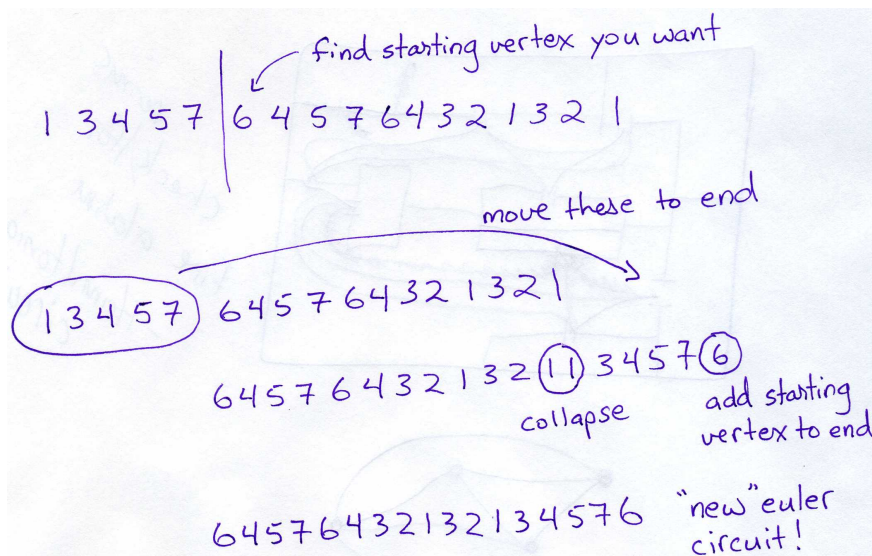 find starting vertex you want
1 3 4 5 7 6 4 5 7 6 4 3 2 1 3 2 1
move these to end
1 3 4 5 7 6 4 5 7 6 4 3 2 1 3 2 1
6 4 5 7 6 4 3 2 1 3 2 1 1 3 4 5 7 6
collapse
add starting
vertex to end
6 4 5 7 6 4 3 2 1 3 2 1 3 4 5 7 6
"new" euler
circuit!